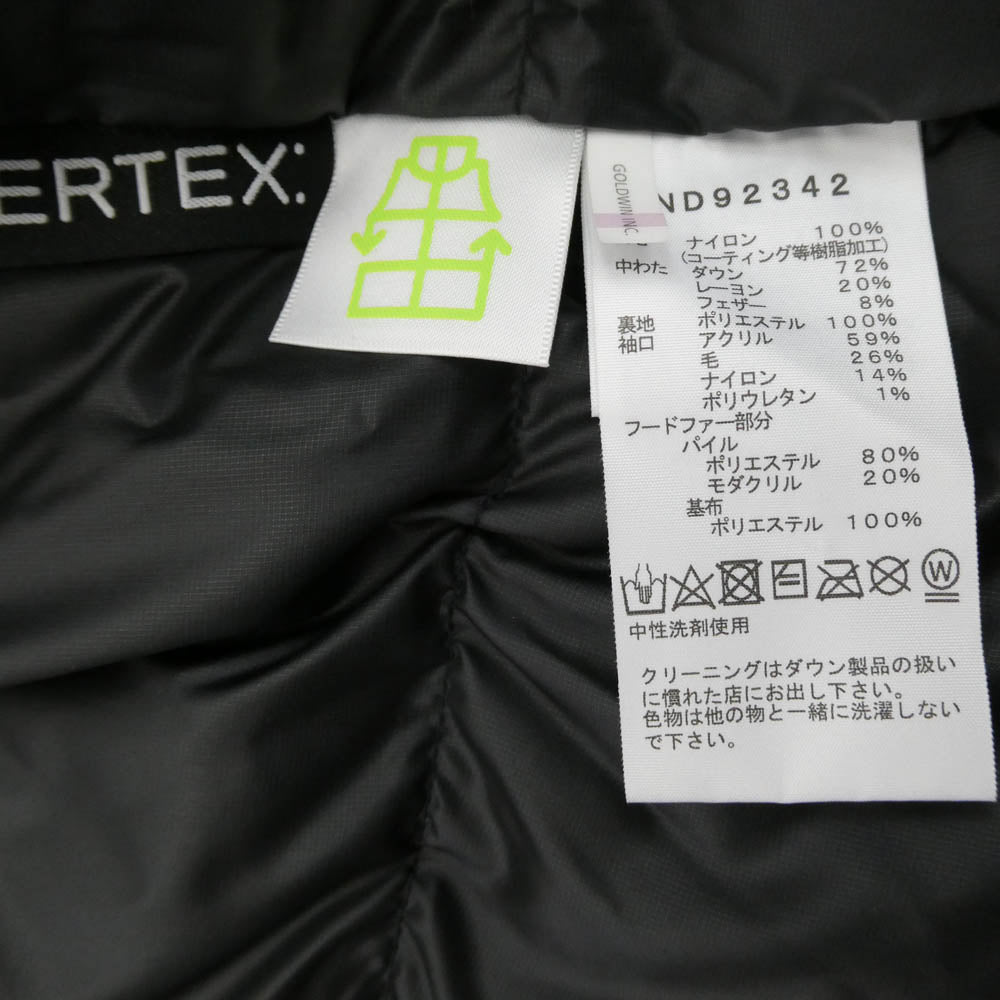 ERTEX:
GOLDWIN INC
ND92342
ナイロン 100%
(コーティング等樹脂加工)
中わた ダウン 72%
レーヨン 20%
フェザー 8%
裏地 ポリエステル 100%
袖口 アクリル 59%
毛 26%
ナイロン 14%
ポリウレタン 1%
フードファー部分
パイル
ポリエステル 80%
モダクリル 20%
基布
ポリエステル 100%
W
中性洗剤使用
クリーニングはダウン製品の扱い
に慣れた店にお出し下さい。
色物は他の物と一緒に洗濯しない
で下さい。